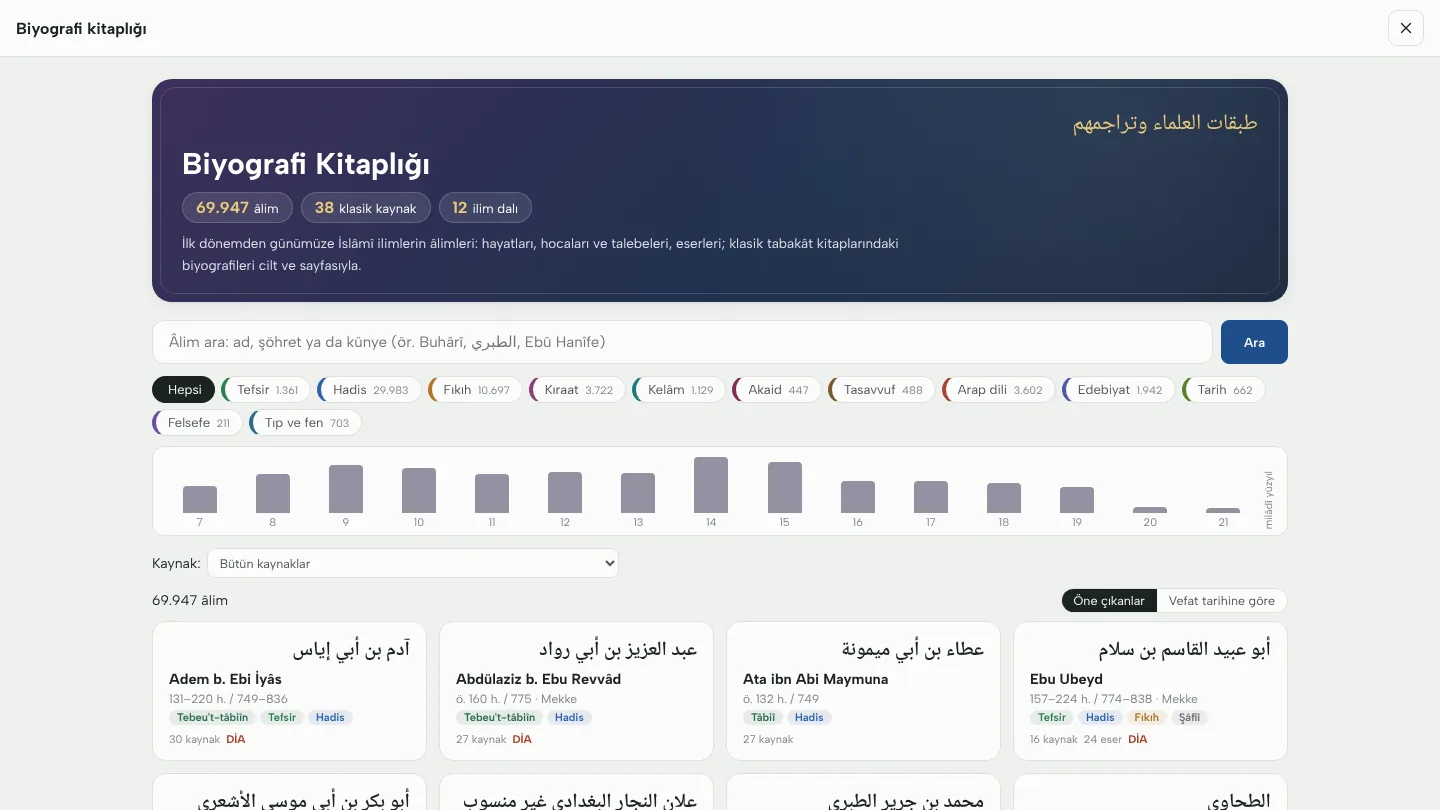 Biyografi kitaplığı
طبقات العلماء وتراجمهم
Biyografi Kitaplığı
69.947 âlim 38 klasik kaynak 12 ilim dalı
İlk dönemden günümüze İslâmî ilimlerin âlimleri: hayatları, hocaları ve talebeleri, eserleri; klasik tabakât kitaplarındaki
biyografileri cilt ve sayfasıyla.
Âlim ara: ad, şöhret ya da künye (ör. Buhârî, الطبري, Ebû Hanîfe) Ara
Hepsi Tefsir 1.361 Hadis 29.983 Fıkıh 10.697 Kıraat 3.722 Kelâm 1.129 Akaid 447 Tasavvuf 488 Arap dili 3.602 Edebiyat 1.942 Tarih 662
Felsefe 211 Tıp ve fen 703
7 8 9 10 11 12 13 14 15 16 17 18 19 20 21
miladi yüzyıl
Kaynak: Bütün kaynaklar
69.947 âlim Öne çıkanlar Vefat tarihine göre
آدم بن أبي إياس
Adem b. Ebi İyâs
131–220 h. / 749–836
Tebeu't-tâbiîn Tefsir Hadis
30 kaynak DİA
عبد العزيز بن أبي رواد
Abdülaziz b. Ebu Revvâd
ö. 160 h. / 775 · Mekke
Tebeu't-tâbiîn Hadis
27 kaynak DİA
عطاء بن أبي ميمونة
Ata ibn Abi Maymuna
ö. 132 h. / 749
Tâbiî Hadis
27 kaynak
أبو عبيد القاسم بن سلام
Ebu Ubeyd
157–224 h. / 774–838 · Mekke
Tefsir Hadis Fıkıh Şâfiî
16 kaynak 24 eser DİA
أبو بكر بن أبي موسى الأشعري
علان النجار البغدادي غير منسوب
محمد بن جرير الطبري
الطحاوي